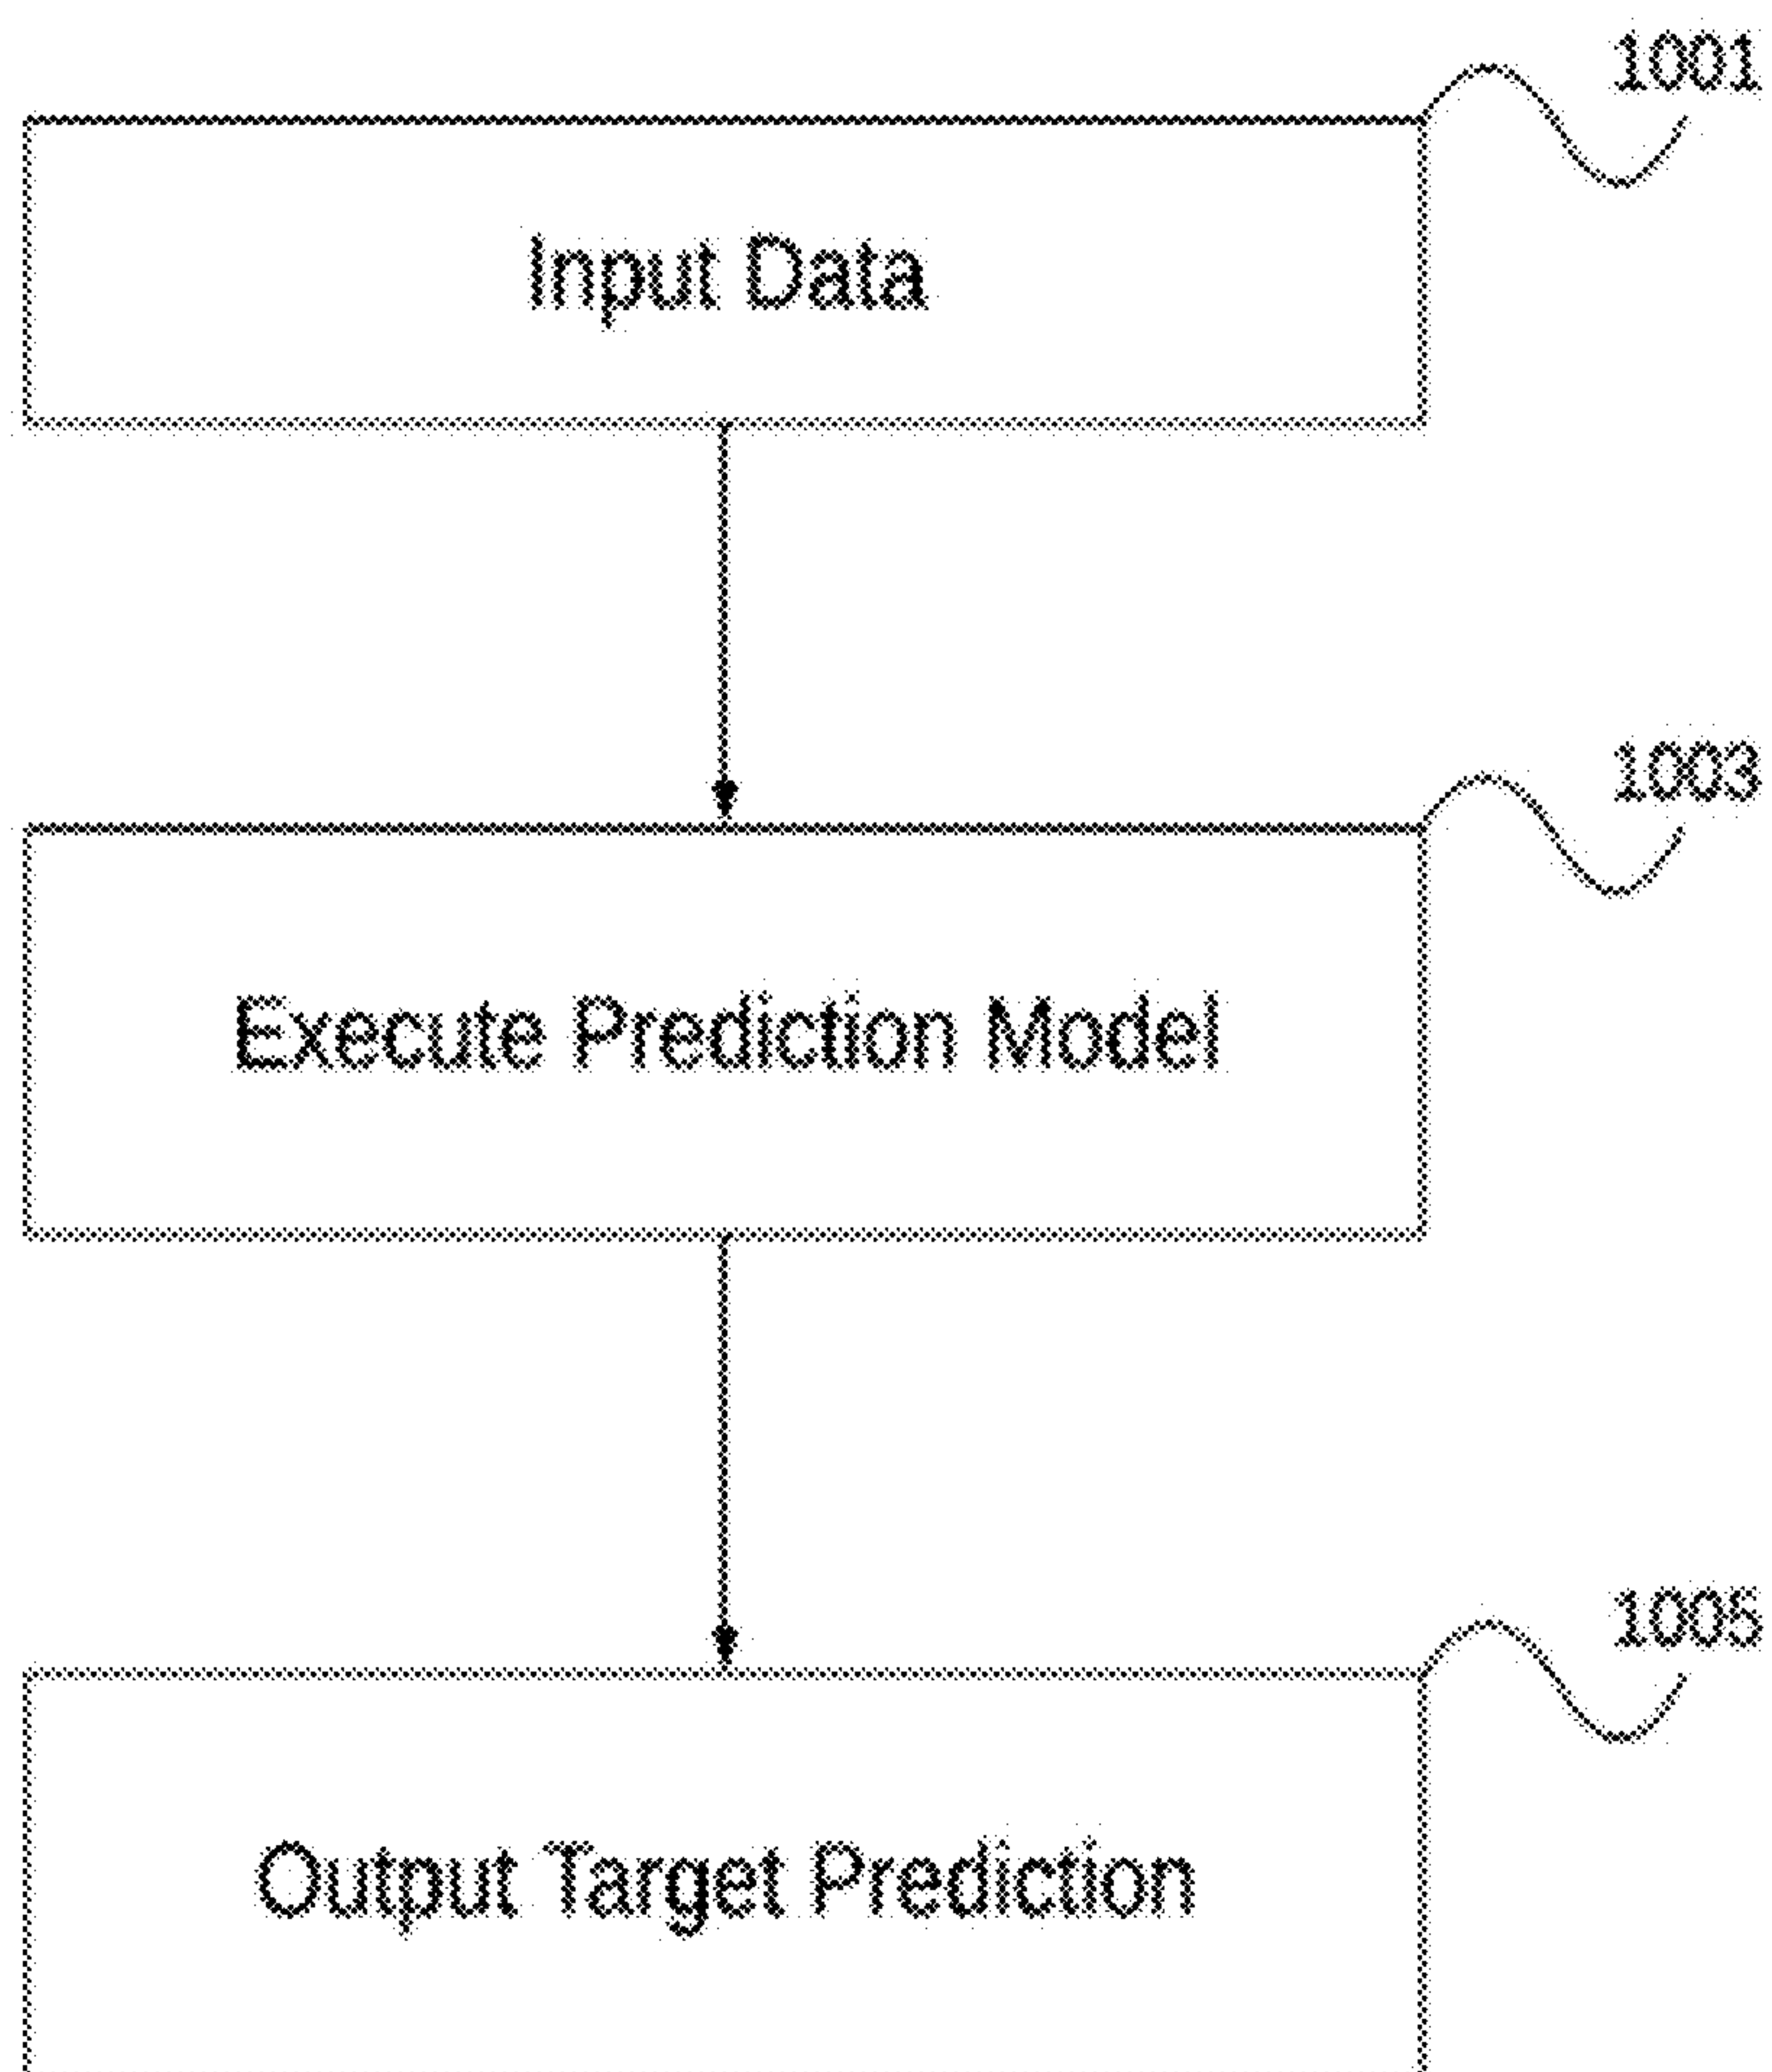 1001
Input Data
1003
Execute Prediction Model
1005
Output Target Prediction